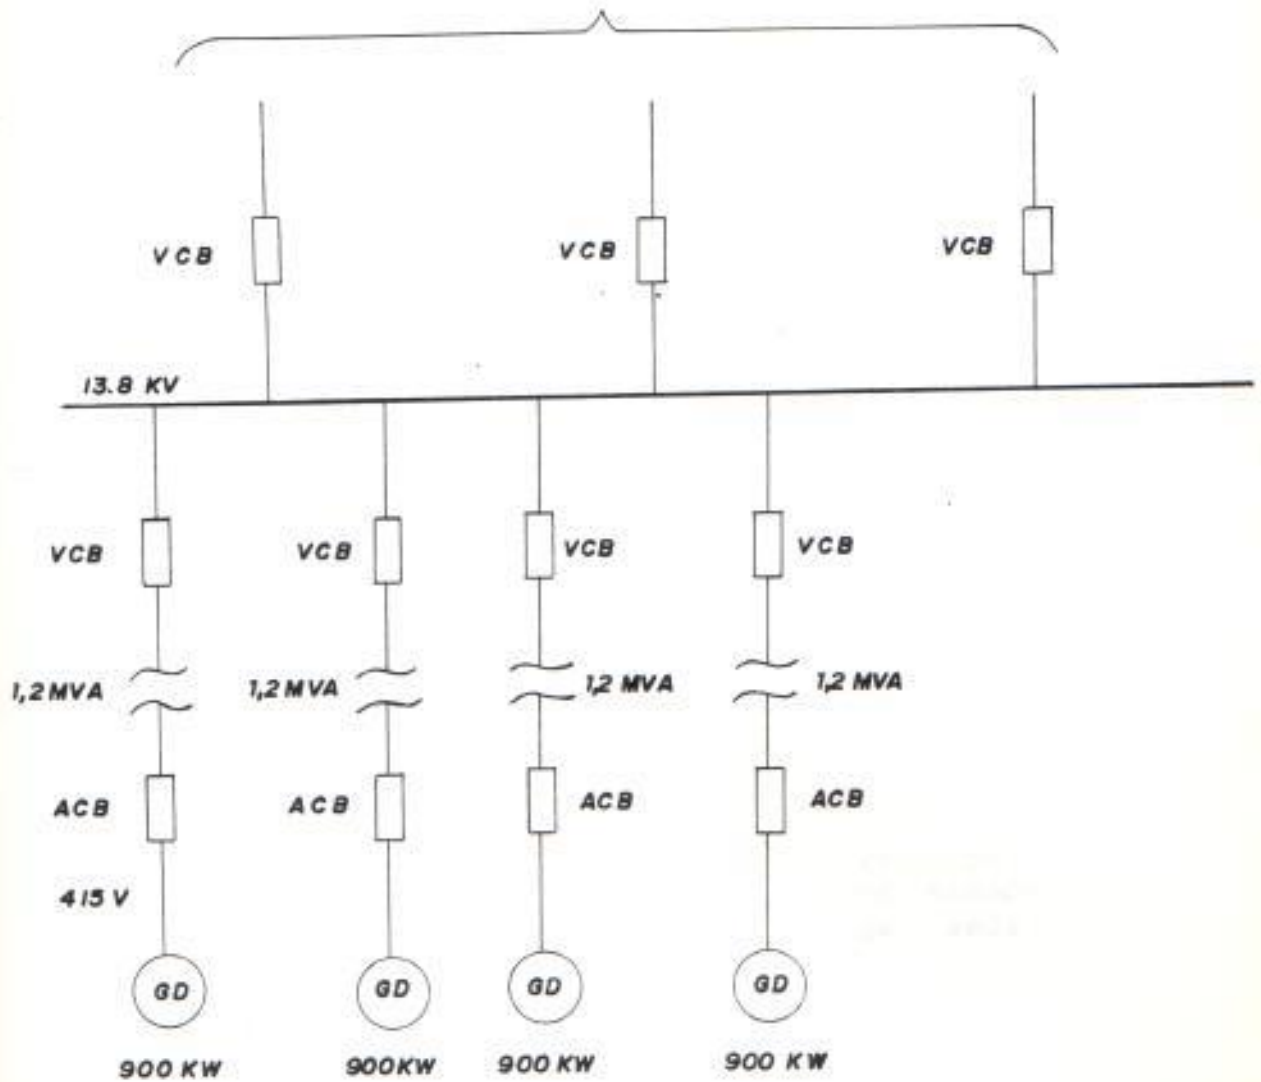 VCB
VCB
VCB
13.8 KV
VCB
VCB
VCB
VCB
1,2 MVA
1,2 MVA
1,2 MVA
1,2 MVA
ACB
ACB
ACB
ACB
415 V
GD
GD
GD
GD
900 KW
900KW
900 KW
900 KW